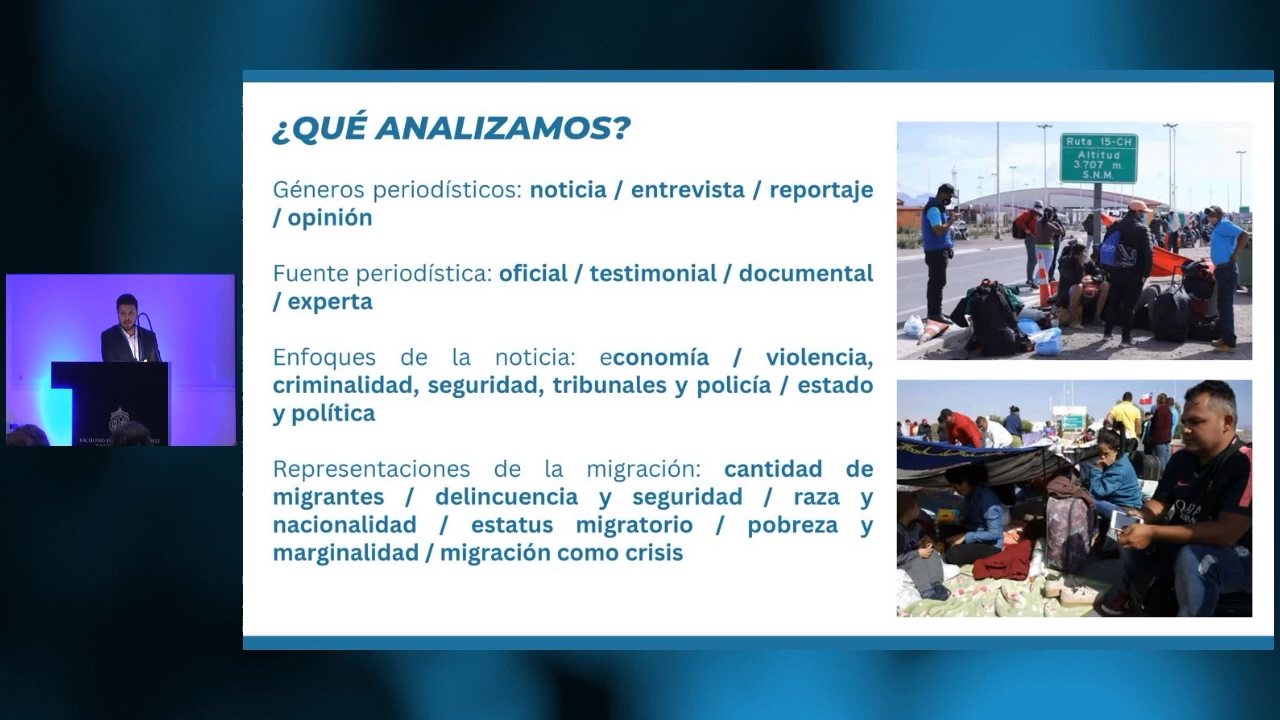 ¿QUÉ ANALIZAMOS?
Géneros periodísticos: noticia / entrevista / reportaje
/ opinión
Fuente periodística: oficial / testimonial / documental
/ experta
Enfoques de la noticia: economía / violencia,
criminalidad, seguridad, tribunales y policía / estado
y política
Representaciones de la migración: cantidad de
migrantes / delincuencia y seguridad / raza y
nacionalidad / estatus migratorio / pobreza y
marginalidad / migración como crisis
Ruta 15-CH
Altitud
3.707 m.
S.N.M.